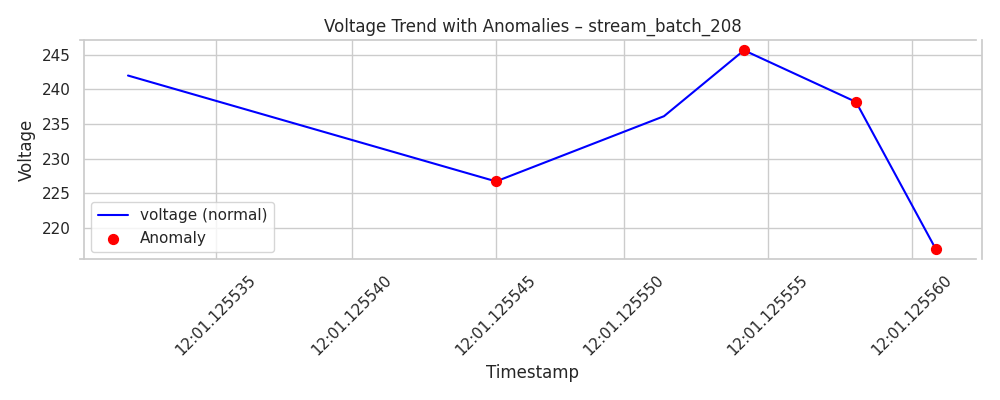 Voltage Trend with Anomalies – stream_batch_208
Voltage
245
240
235
230
225
220
voltage (normal)
Anomaly
12:01.125535
12:01.125540
12:01.125545
12:01.125550
12:01.125555
12:01.125560
Timestamp